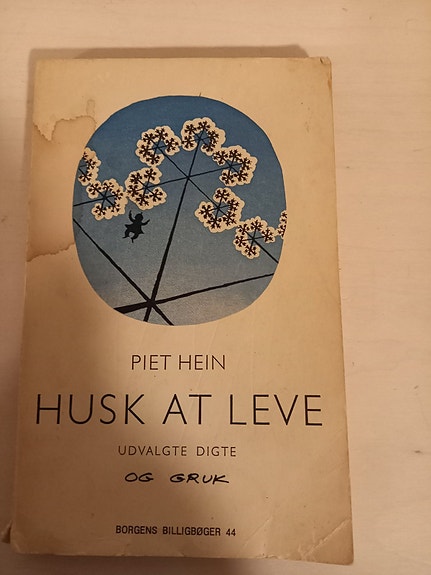 PIET HEIN
HUSK AT LEVE
UDVALGTE DIGTE
OG GRUK
BORGENS BILLIGBØGER 44